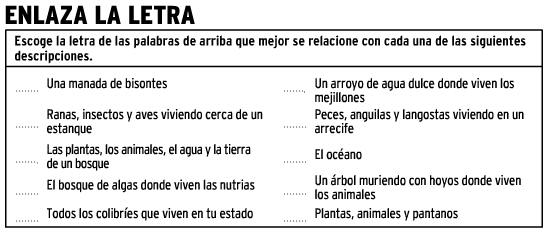 ENLAZA LA LETRA
Escoge la letra de las palabras de arriba que mejor se relacione con cada una de las siguientes
descripciones.
........ Una manada de bisontes
........ Ranas, insectos y aves viviendo cerca de un
estanque
........ Las plantas, los animales, el agua y la tierra
de un bosque
........ El bosque de algas donde viven las nutrias
........ Todos los colibríes que viven en tu estado
........ Un arroyo de agua dulce donde viven los
mejillones
........ Peces, anguilas y langostas viviendo en un
arrecife
........ El océano
........ Un árbol muriendo con hoyos donde viven
los animales
........ Plantas, animales y pantanos